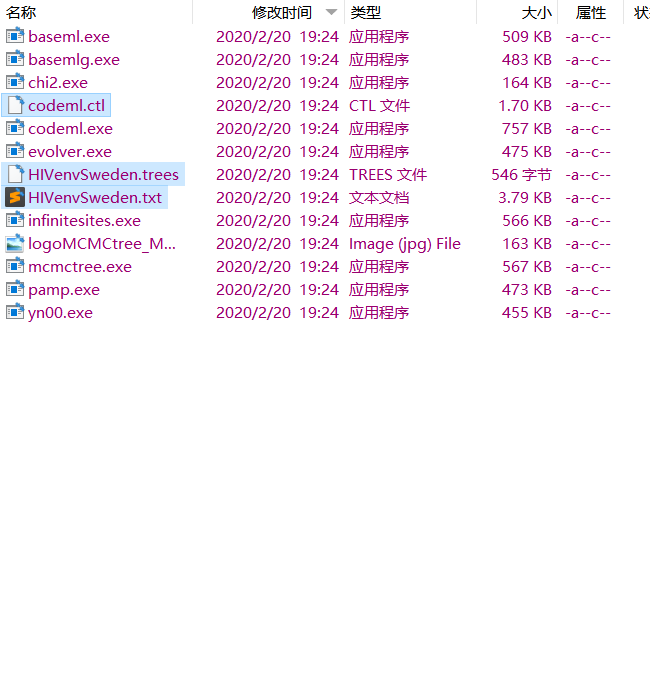 名称 修改时间 类型 大小 属性 状
baseml.exe 2020/2/20 19:24 应用程序 509 KB -a--c--
basemlg.exe 2020/2/20 19:24 应用程序 483 KB -a--c--
chi2.exe 2020/2/20 19:24 应用程序 164 KB -a--c--
codeml.ctl 2020/2/20 19:24 CTL 文件 1.70 KB -a--c--
codeml.exe 2020/2/20 19:24 应用程序 757 KB -a--c--
evolver.exe 2020/2/20 19:24 应用程序 475 KB -a--c--
HIVenvSweden.trees 2020/2/20 19:24 TREES 文件 546 字节 -a--c--
HIVenvSweden.txt 2020/2/20 19:24 文本文档 3.79 KB -a--c--
infinitesites.exe 2020/2/20 19:24 应用程序 566 KB -a--c--
logoMCMCtree_M... 2020/2/20 19:24 Image (jpg) File 163 KB -a--c--
mcmctree.exe 2020/2/20 19:24 应用程序 567 KB -a--c--
pamp.exe 2020/2/20 19:24 应用程序 473 KB -a--c--
yn00.exe 2020/2/20 19:24 应用程序 455 KB -a--c--